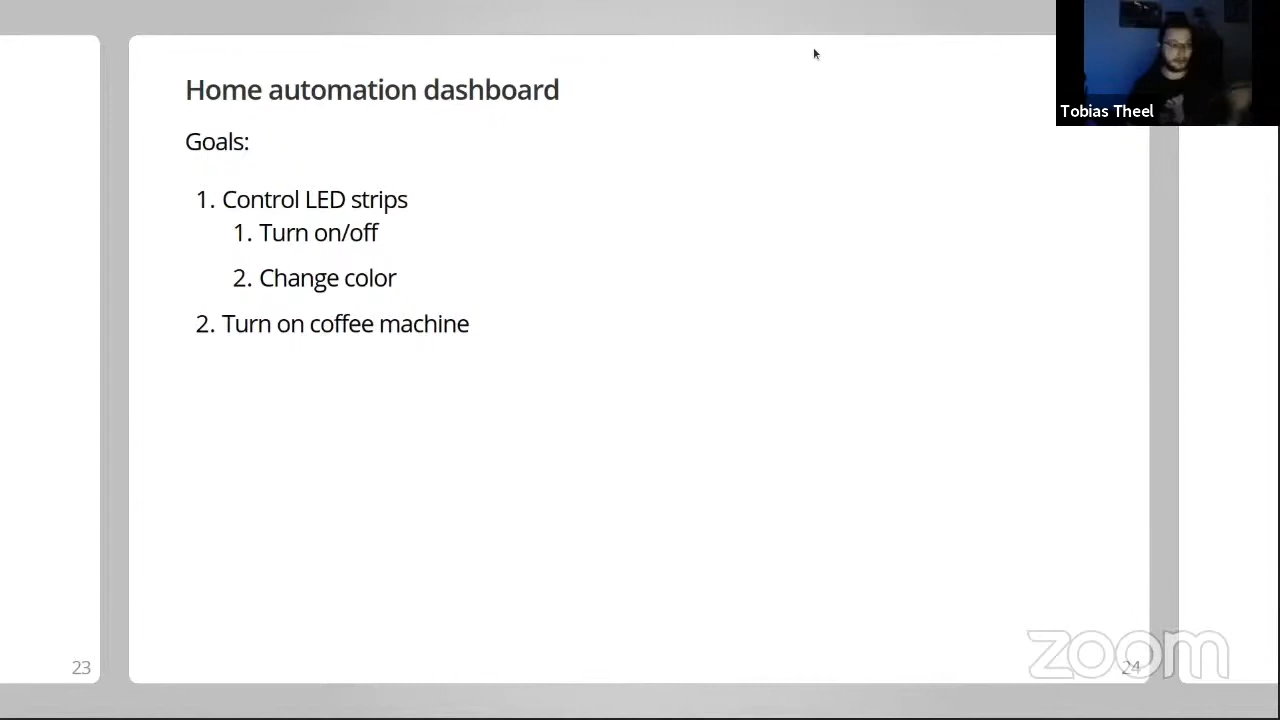 Home automation dashboard
Tobias Theel
Goals:
1. Control LED strips
1. Turn on/off
2. Change color
2. Turn on coffee machine
23
24
zoom